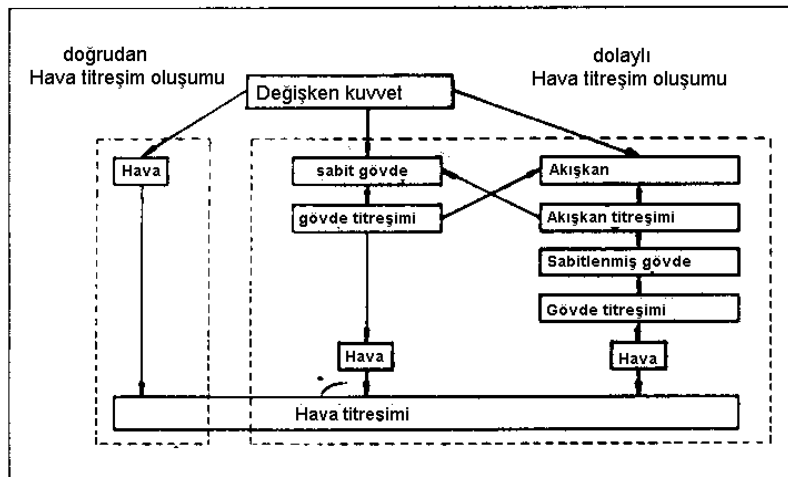 doğrudan
Hava titreşim oluşumu
dolaylı
Hava titreşim oluşumu
Değişken kuvvet
Hava
sabit gövde
Akışkan
gövde titreşimi
Akışkan titreşimi
Sabitlenmiş gövde
Gövde titreşimi
Hava
Hava
Hava titreşimi